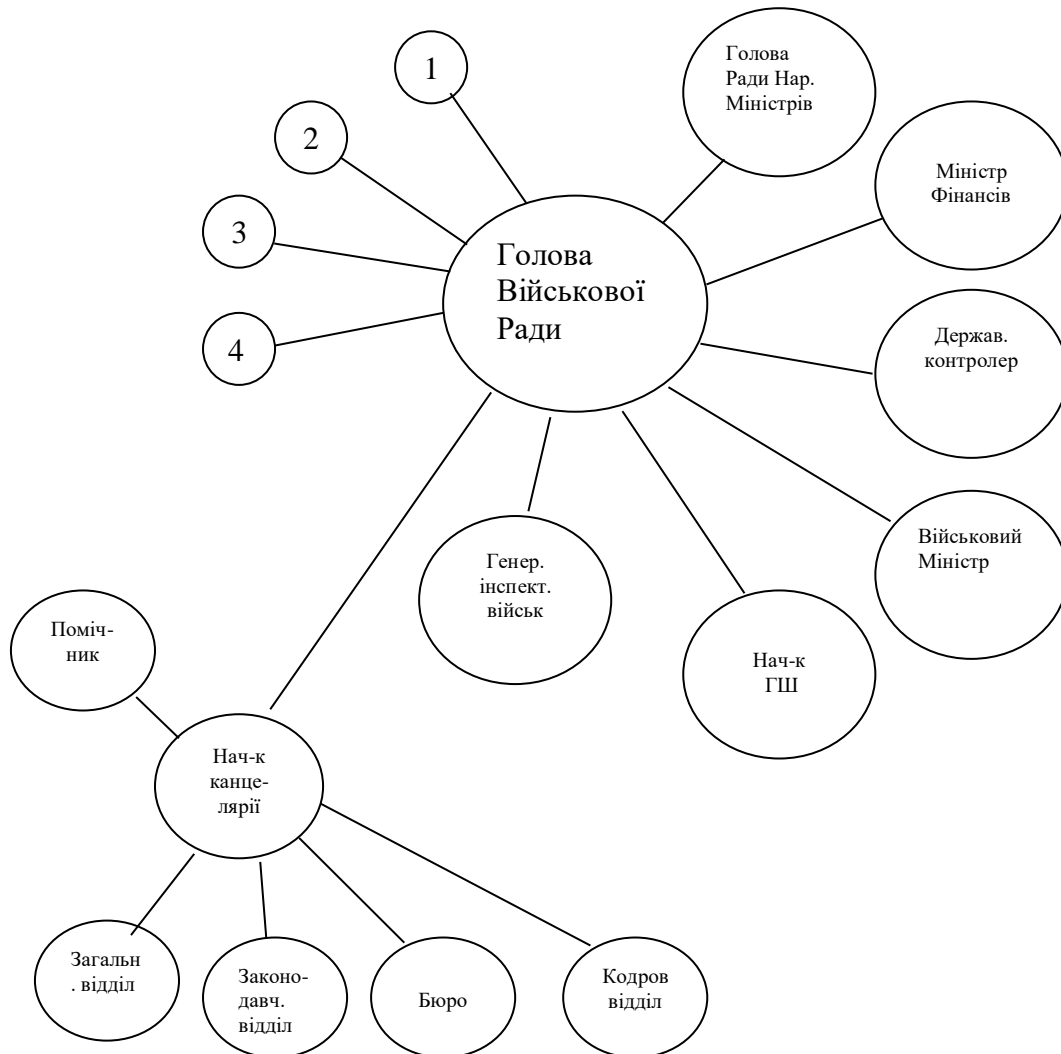 1
Голова
Ради Нар.
Міністрів
2
Міністр
Фінансів
3
Голова
Військової
Ради
4
Держав.
контролер
Військовий
Міністр
Генер.
інспект.
військ
Нач-к
ГШ
Поміч-
ник
Нач-к
канце-
лярії
Загальн
. відділ
Законо-
давч.
відділ
Бюро
Кодров
відділ